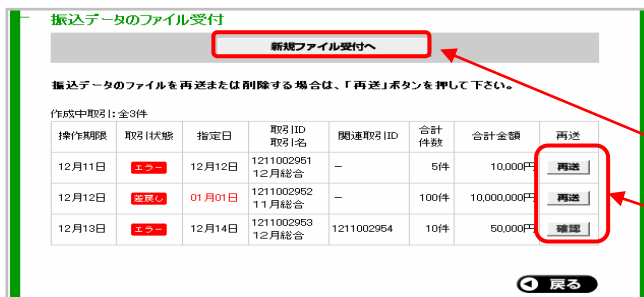 振込データのファイル受付
新規ファイル受付へ
振込データのファイルを再送または削除する場合は、「再送」ボタンを押して下さい。
作成中取引：全3件
操作期限 取引状態 指定日 取引ID 取引名 関連取引ID 合計件数 合計金額 再送
12月11日 エラー 12月12日 1211002951 12月総合 － 5件 10,000円 再送
12月12日 差戻し 01月01日 1211002952 11月総合 － 100件 10,000,000円 再送
12月13日 エラー 12月14日 1211002953 12月総合 1211002954 10件 50,000円 確認
戻る